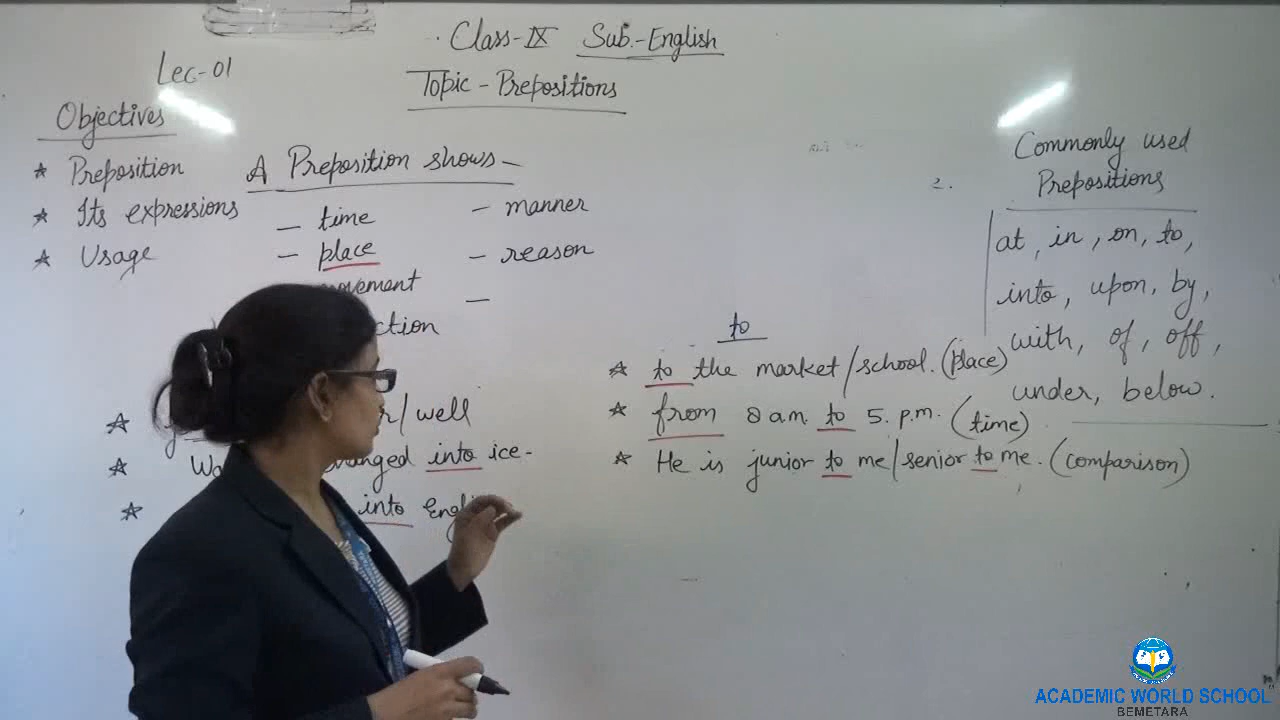 Class-IX Sub.-English
Lec-01
Topic - Prepositions
Objectives
* Preposition
* Its expressions
* Usage
A Preposition shows -
- time
- place
- manner
- reason
-
Commonly used
Prepositions
at, in, on, to,
into, upon, by,
with, of, off,
under, below.
*
/well
* into ice-
* into
to
* to the market/school. (place)
* from 8 am to 5. p.m. (time)
* He is junior to me/senior to me. (comparison)
ACADEMIC WORLD SCHOOL
BEMETARA